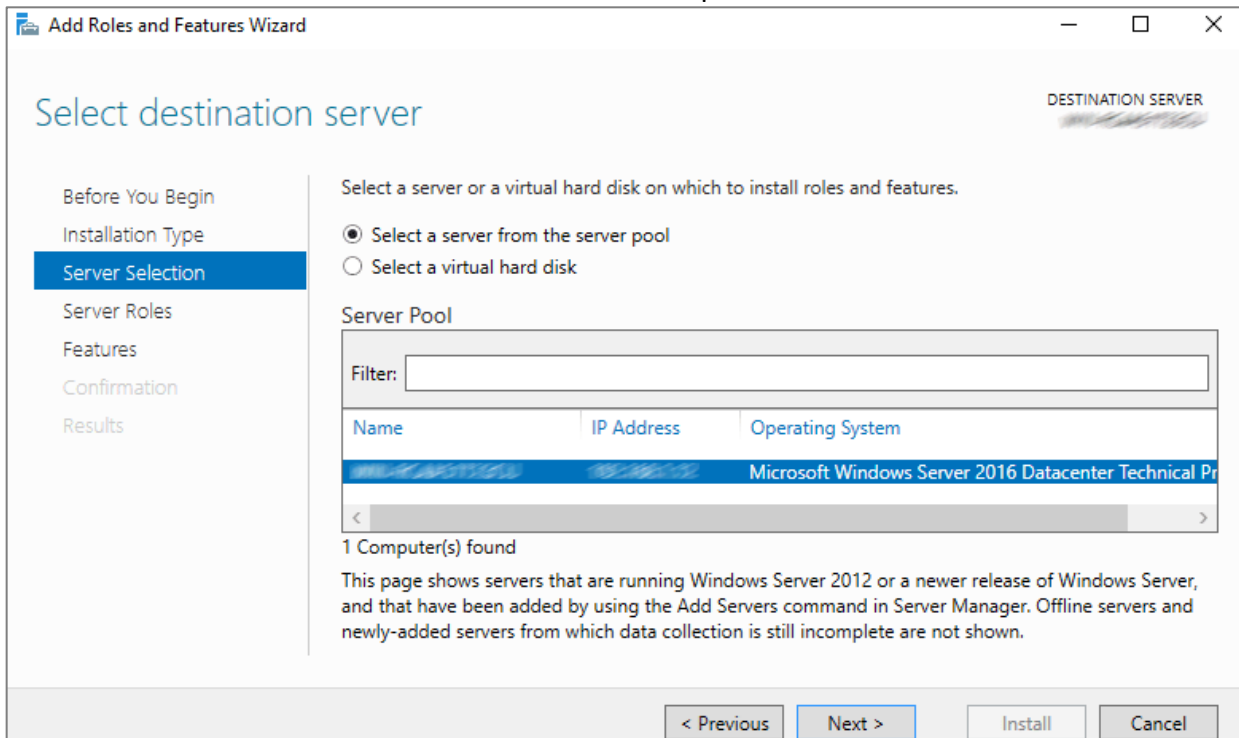 Add Roles and Features Wizard
Select destination server
DESTINATION SERVER
Before You Begin
Installation Type
Server Selection
Server Roles
Features
Confirmation
Results
Select a server or a virtual hard disk on which to install roles and features.
Select a server from the server pool
Select a virtual hard disk
Server Pool
Filter:
Name IP Address Operating System
Microsoft Windows Server 2016 Datacenter Technical Pr
1 Computer(s) found
This page shows servers that are running Windows Server 2012 or a newer release of Windows Server,
and that have been added by using the Add Servers command in Server Manager. Offline servers and
newly-added servers from which data collection is still incomplete are not shown.
< Previous Next > Install Cancel